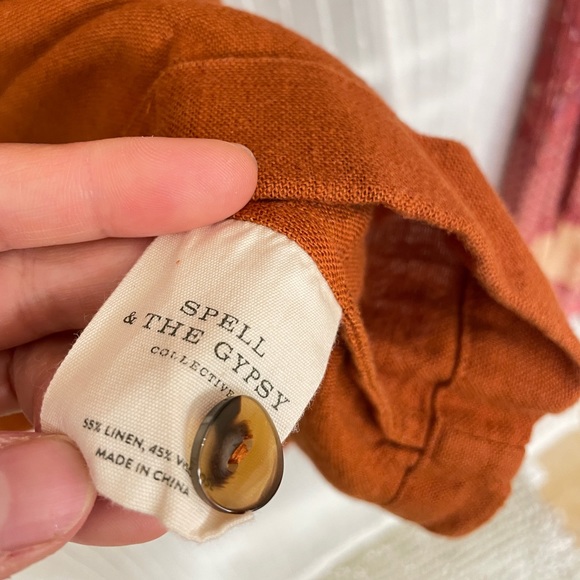 SPELL
& THE GYPSY
COLLECTIVE
55% LINEN, 45%
MADE IN CHINA